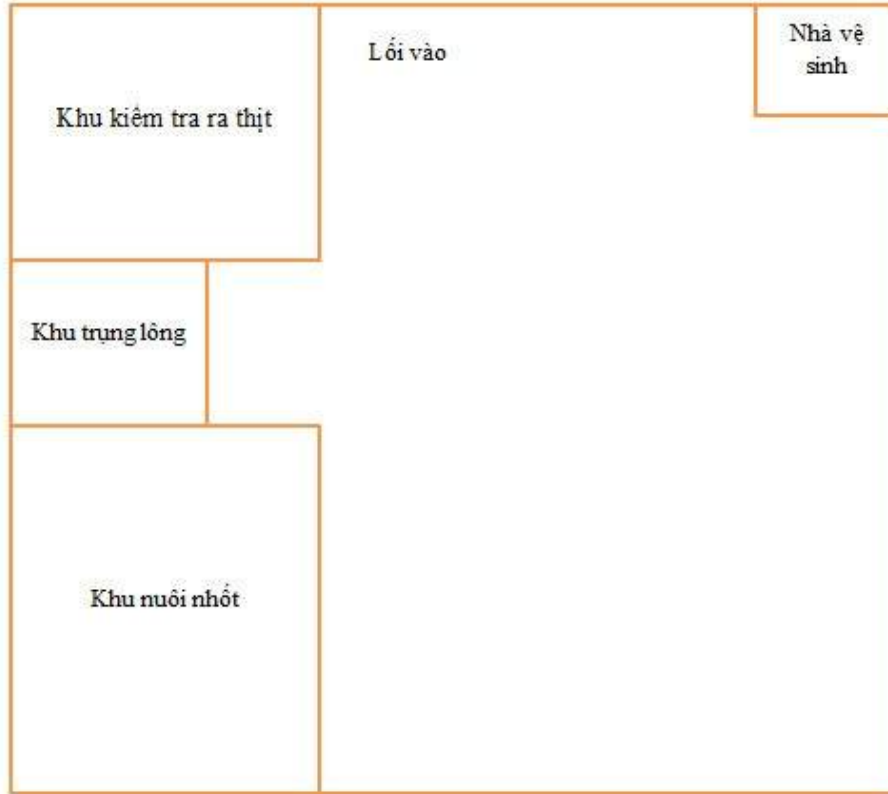 Lối vào
Nhà vệ
sinh
Khu kiểm tra ra thịt
Khu trụng lông
Khu nuôi nhốt